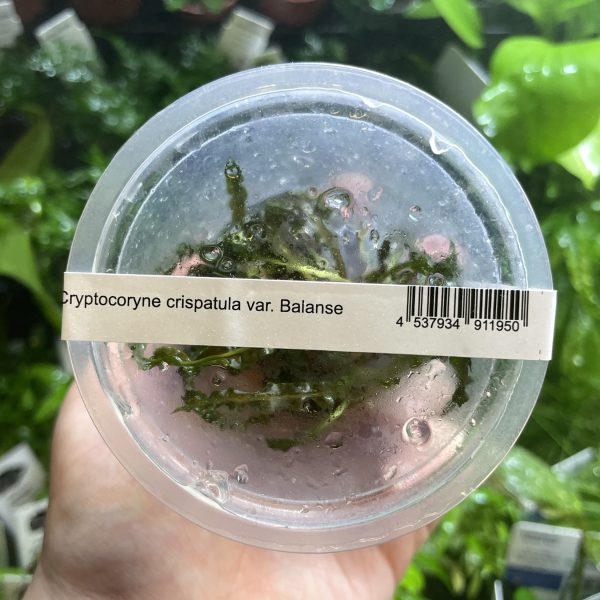 Cryptocoryne crispatula var. Balanse
4 537934 911950